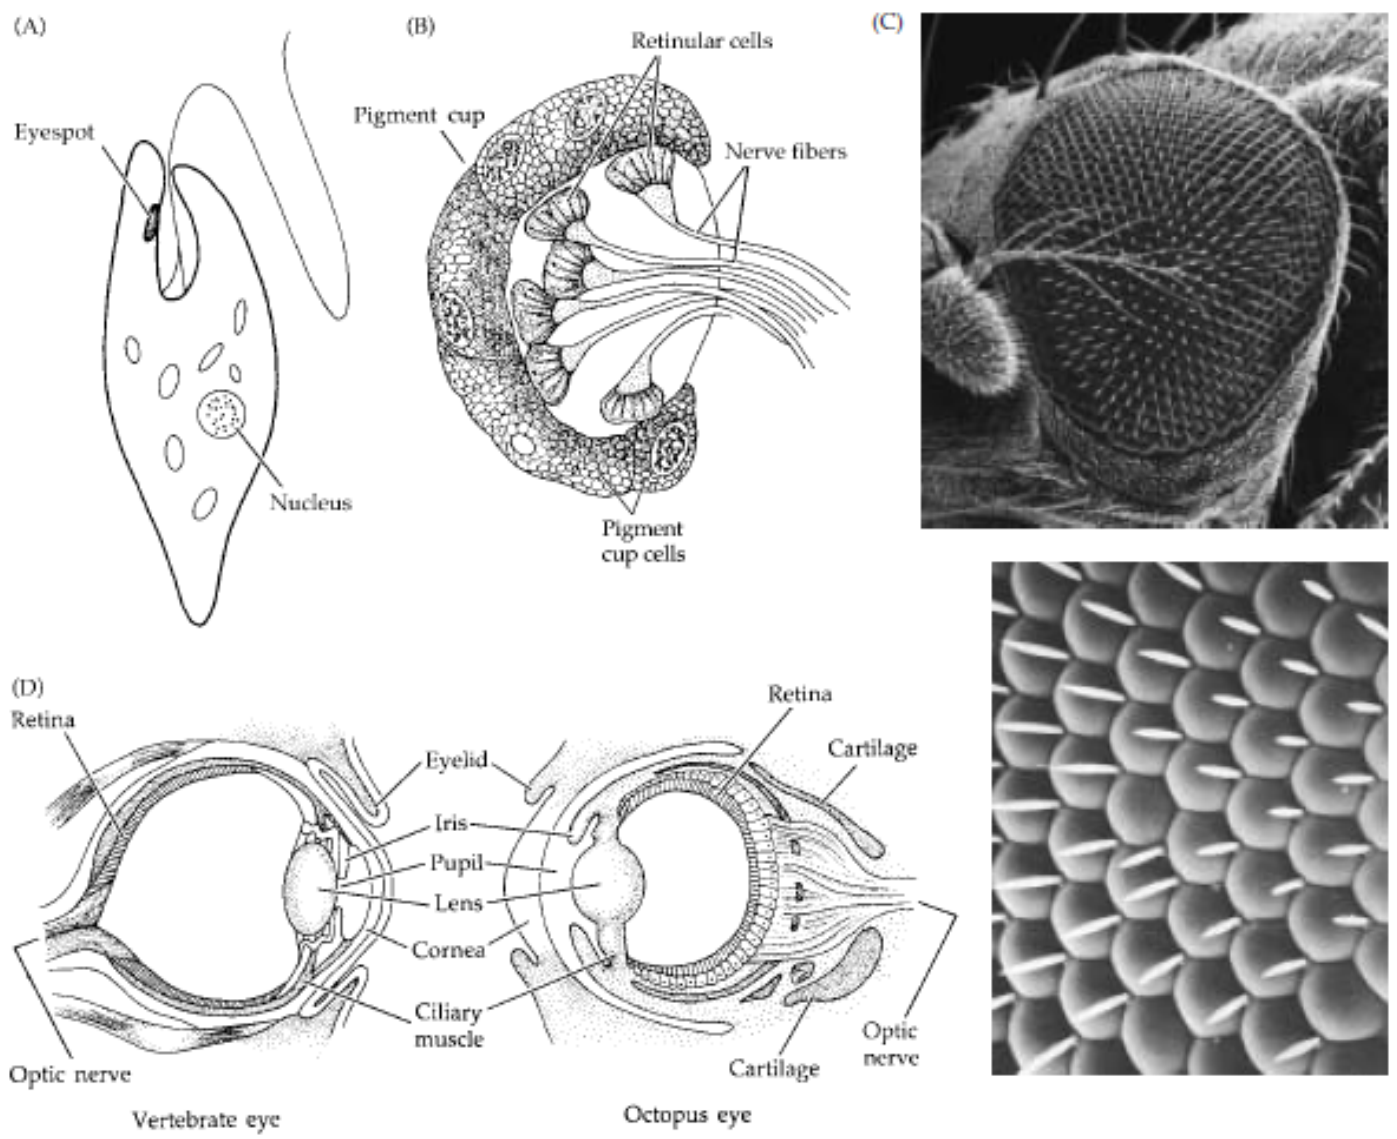 (A)
Eyespot
Nucleus
(B)
Retinular cells
Pigment cup
Nerve fibers
Pigment
cup cells
(C)
(D)
Retina
Eyelid
Iris
Pupil
Lens
Cornea
Ciliary
muscle
Optic nerve
Vertebrate eye
Retina
Cartilage
Optic
nerve
Cartilage
Octopus eye